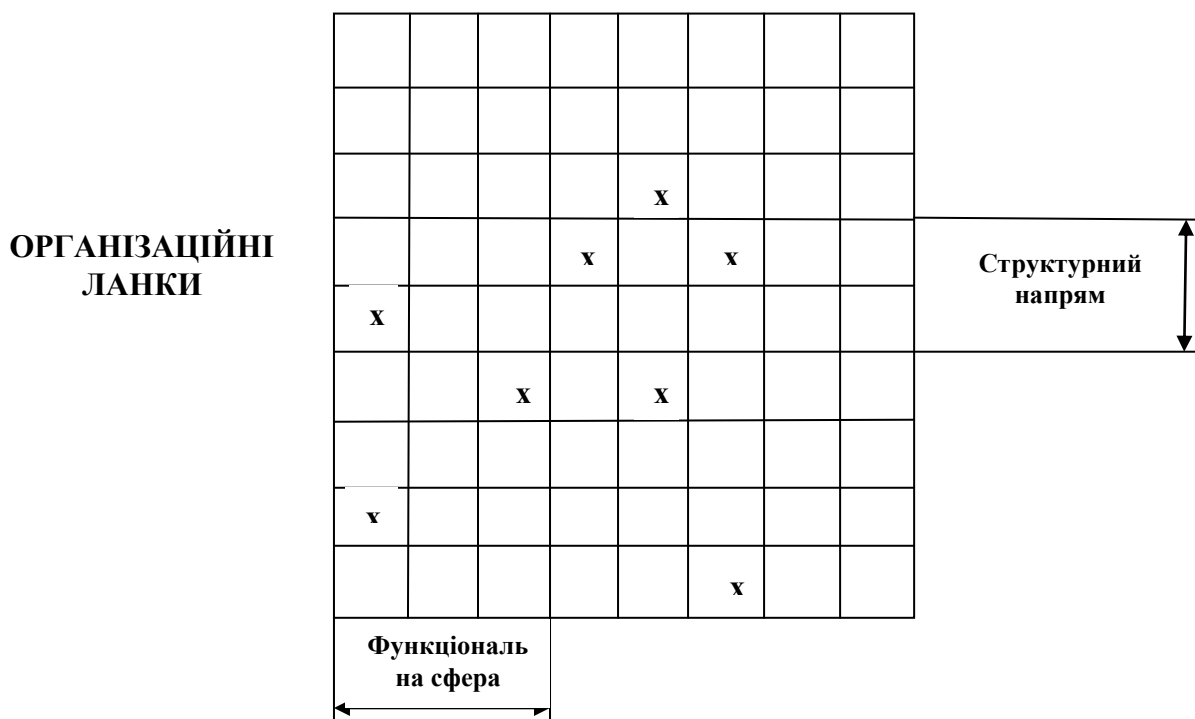 х
ОРГАНІЗАЦІЙНІ
ЛАНКИ
х х
Структурний
напрям
х
х х
х
х
Функціональ
на сфера